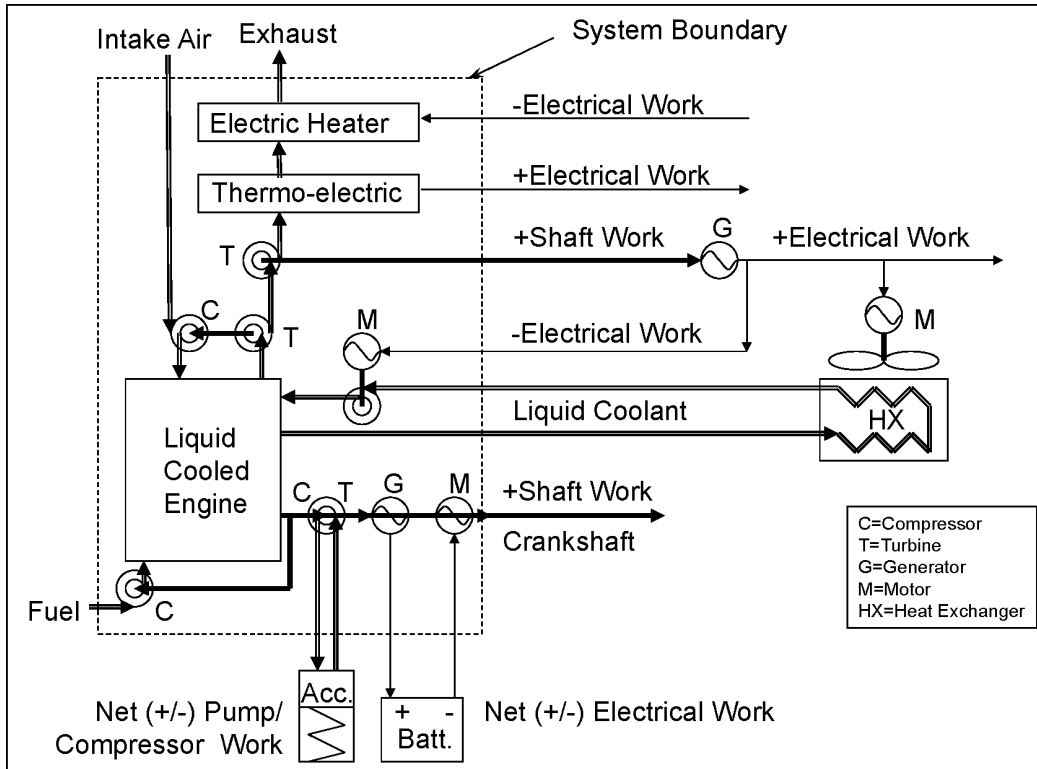 Intake Air
Exhaust
System Boundary
Electric Heater
-Electrical Work
Thermo-electric
+Electrical Work
T
+Shaft Work
G
+Electrical Work
C
T
M
-Electrical Work
M
Liquid Coolant
HX
Liquid
Cooled
Engine
C
T
G
M
+Shaft Work
Crankshaft
Fuel
C
C=Compressor
T=Turbine
G=Generator
M=Motor
HX=Heat Exchanger
Acc.
Net (+/-) Pump/
Compressor Work
+ -
Batt.
Net (+/-) Electrical Work